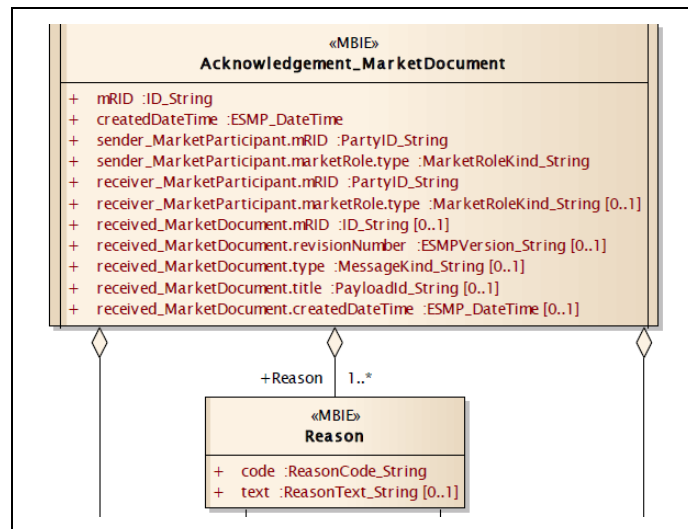 «MBIE»
Acknowledgement_MarketDocument
+ mRID :ID_String
+ createdDateTime :ESMP_DateTime
+ sender_MarketParticipant.mRID :PartyID_String
+ sender_MarketParticipant.marketRole.type :MarketRoleKind_String
+ receiver_MarketParticipant.mRID :PartyID_String
+ receiver_MarketParticipant.marketRole.type :MarketRoleKind_String [0..1]
+ received_MarketDocument.mRID :ID_String [0..1]
+ received_MarketDocument.revisionNumber :ESMPVersion_String [0..1]
+ received_MarketDocument.type :MessageKind_String [0..1]
+ received_MarketDocument.title :PayloadId_String [0..1]
+ received_MarketDocument.createdDateTime :ESMP_DateTime [0..1]
+Reason 1..*
«MBIE»
Reason
+ code :ReasonCode_String
+ text :ReasonText_String [0..1]